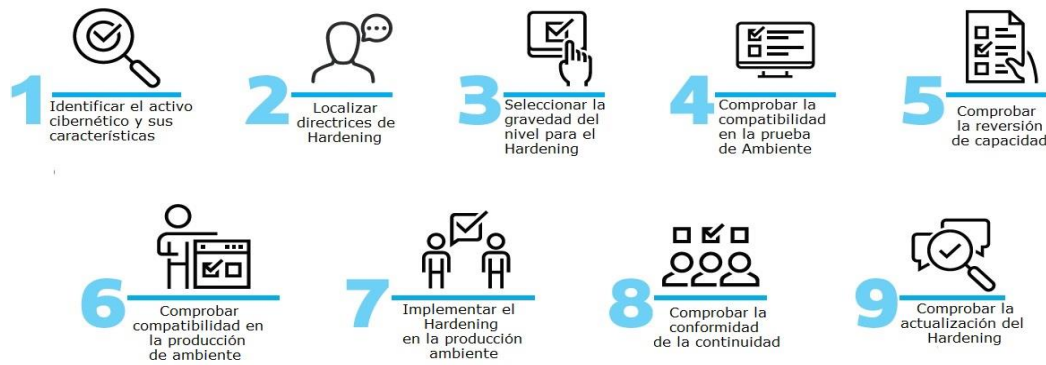 1
Identificar el activo
cibernético y sus
características
2
Localizar
directrices de
Hardening
3
Seleccionar la
gravedad del
nivel para el
Hardening
4
Comprobar la
compatibilidad
en la prueba
de Ambiente
5
Comprobar
la reversión
de capacidad
6
Comprobar
compatibilidad en
la producción
de ambiente
7
Implementar el
Hardening
en la producción
ambiente
8
Comprobar la
conformidad
de la continuidad
9
Comprobar la
actualización del
Hardening